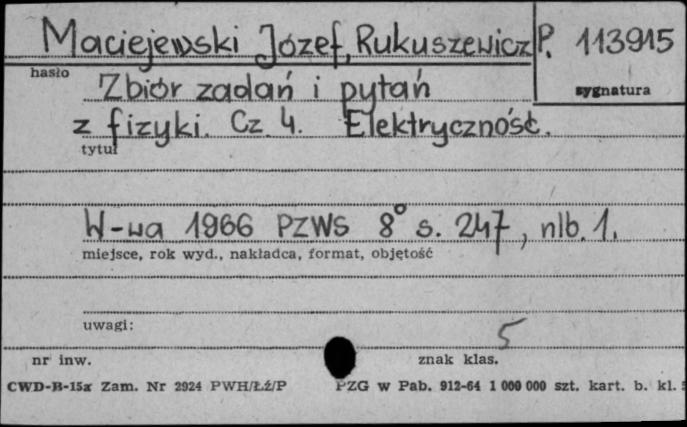 Maciejewski Józef, Rukuszewicz P. 113915
hasło
sygnatura
Zbiór zadań i pytań
z fizyki. Cz. 4. Elektryczność.
tytuł
W-wa 1966 PZWS 8° s. 247, nlb. 1.
miejsce, rok wyd., nakładca, format, objętość
uwagi:
5
nr inw.
znak klas.
CWD-B-15x Zam. Nr 2924 PWH/Łź/P PZG w Pab. 912-64 1 000 000 szt. kart. b. kl.